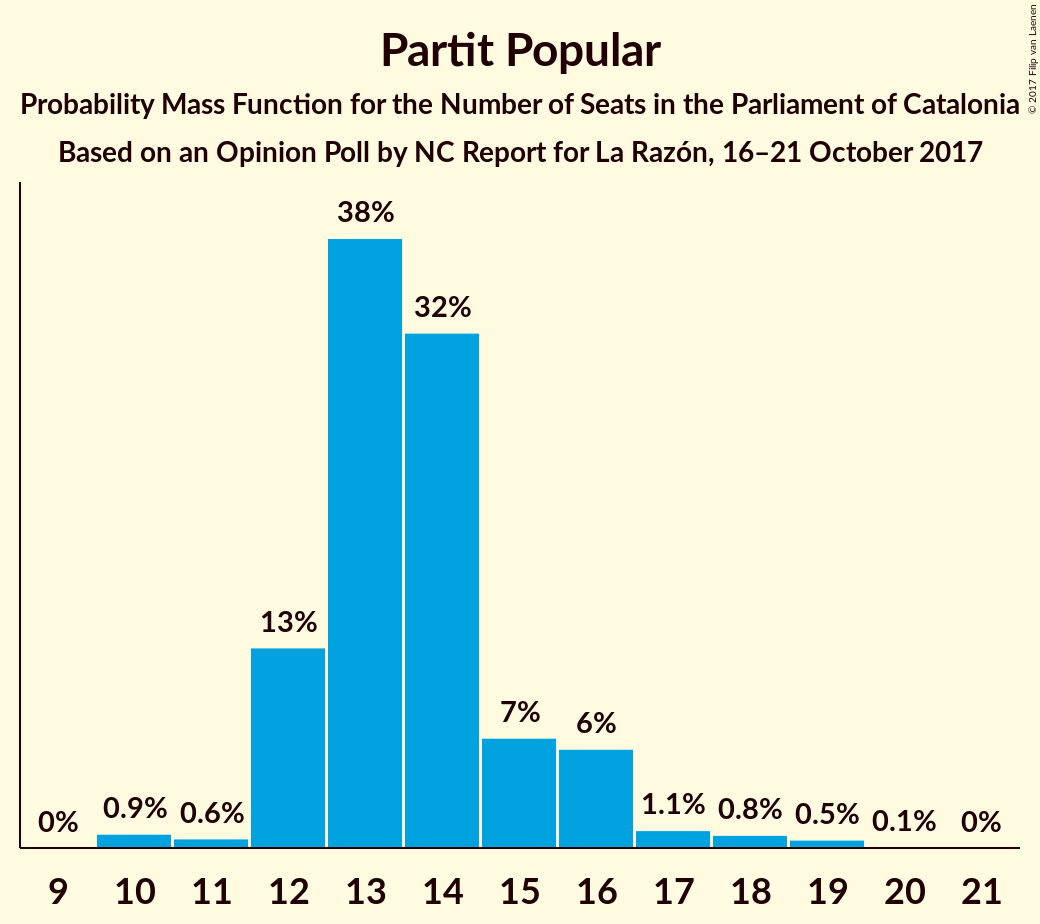 Partit Popular
Probability Mass Function for the Number of Seats in the Parliament of Catalonia
Based on an Opinion Poll by NC Report for La Razón, 16–21 October 2017
© 2017 Filip van Laenen
0% 0.9% 0.6% 13% 38% 32% 7% 6% 1.1% 0.8% 0.5% 0.1% 0%
9 10 11 12 13 14 15 16 17 18 19 20 21